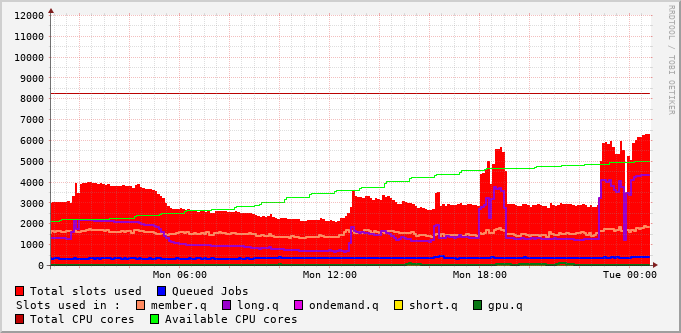 12000
11000
10000
9000
8000
7000
6000
5000
4000
3000
2000
1000
0
Mon 06:00 Mon 12:00 Mon 18:00 Tue 00:00
Total slots used Queued Jobs
Slots used in : member.q long.q ondemand.q short.q gpu.q
Total CPU cores Available CPU cores
RRDTOOL / TOBI OETIKER